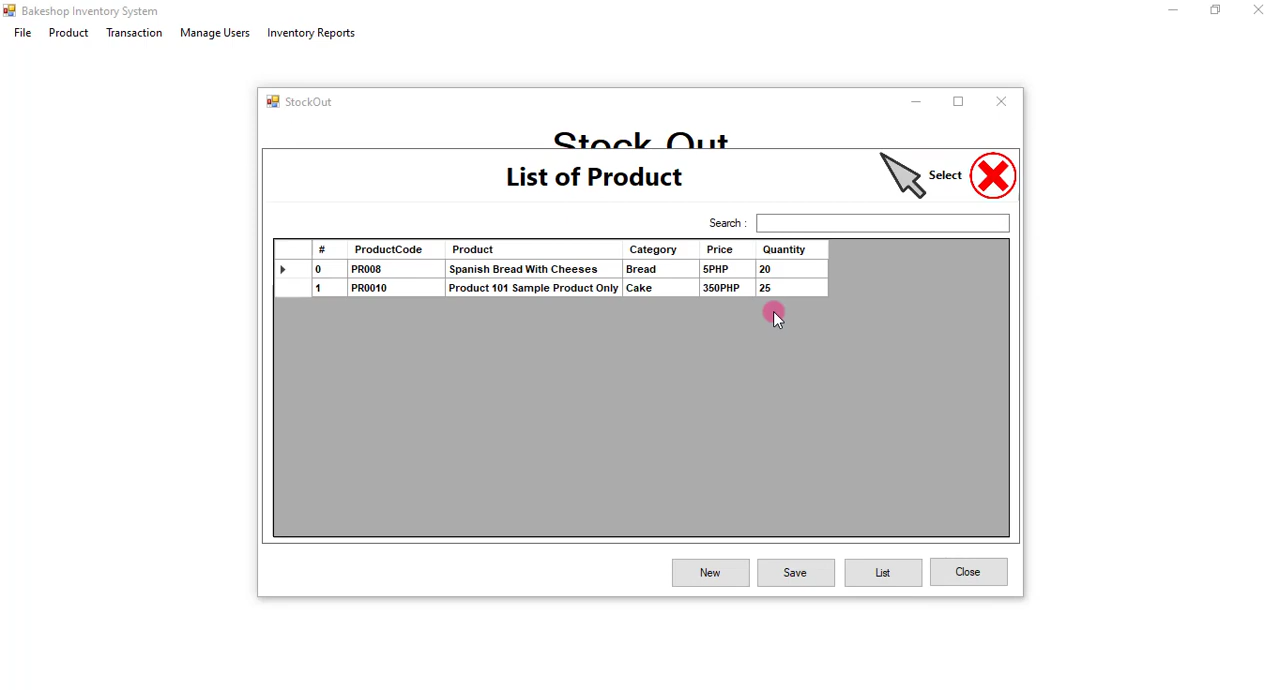 Bakeshop Inventory System
File Product Transaction Manage Users Inventory Reports
StockOut
Stock Out
List of Product
Select
Search :
# ProductCode Product Category Price Quantity
0 PR008 Spanish Bread With Cheeses Bread 5PHP 20
1 PR0010 Product 101 Sample Product Only Cake 350PHP 25
New Save List Close